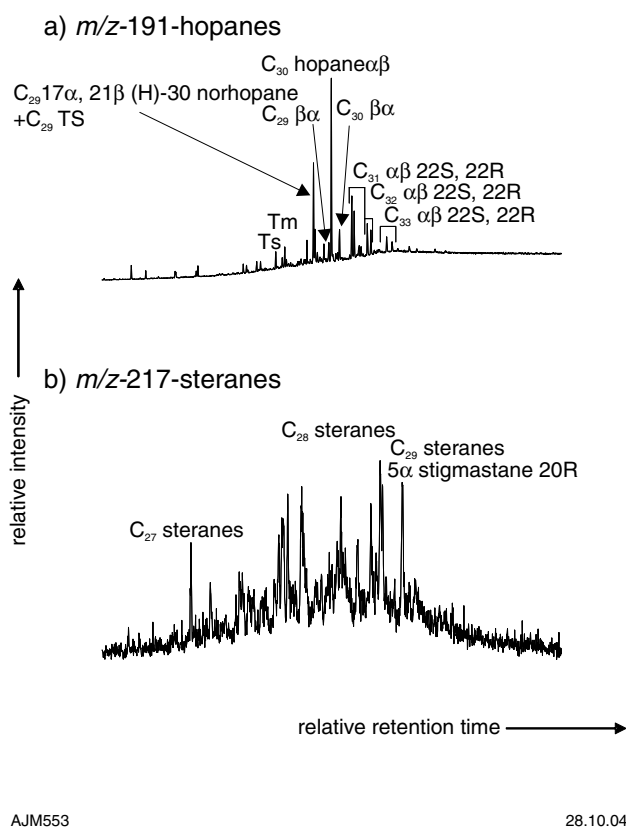 a) m/z-191-hopanes
C₃₀ hopaneαβ
C₂₉17α, 21β (H)-30 norhopane
+C₂₉ TS
C₂₉ βα
C₃₀ βα
C₃₁ αβ 22S, 22R
C₃₂ αβ 22S, 22R
C₃₃ αβ 22S, 22R
Tm
Ts
b) m/z-217-steranes
relative intensity
C₂₈ steranes
C₂₉ steranes
5α stigmastane 20R
C₂₇ steranes
relative retention time
AJM553
28.10.04